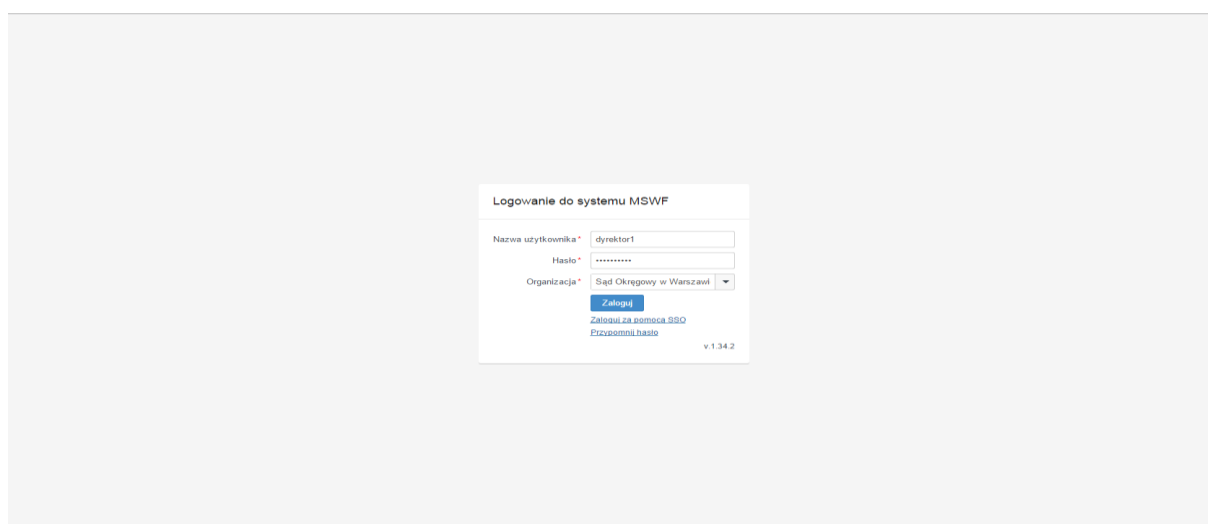 Logowanie do systemu MSWF
Nazwa użytkownika* dyrektor1
Hasło* ••••••••••
Organizacja* Sąd Okręgowy w Warszawi
Zaloguj
Zaloguj za pomocą SSO
Przypomnij hasło
v.1.34.2